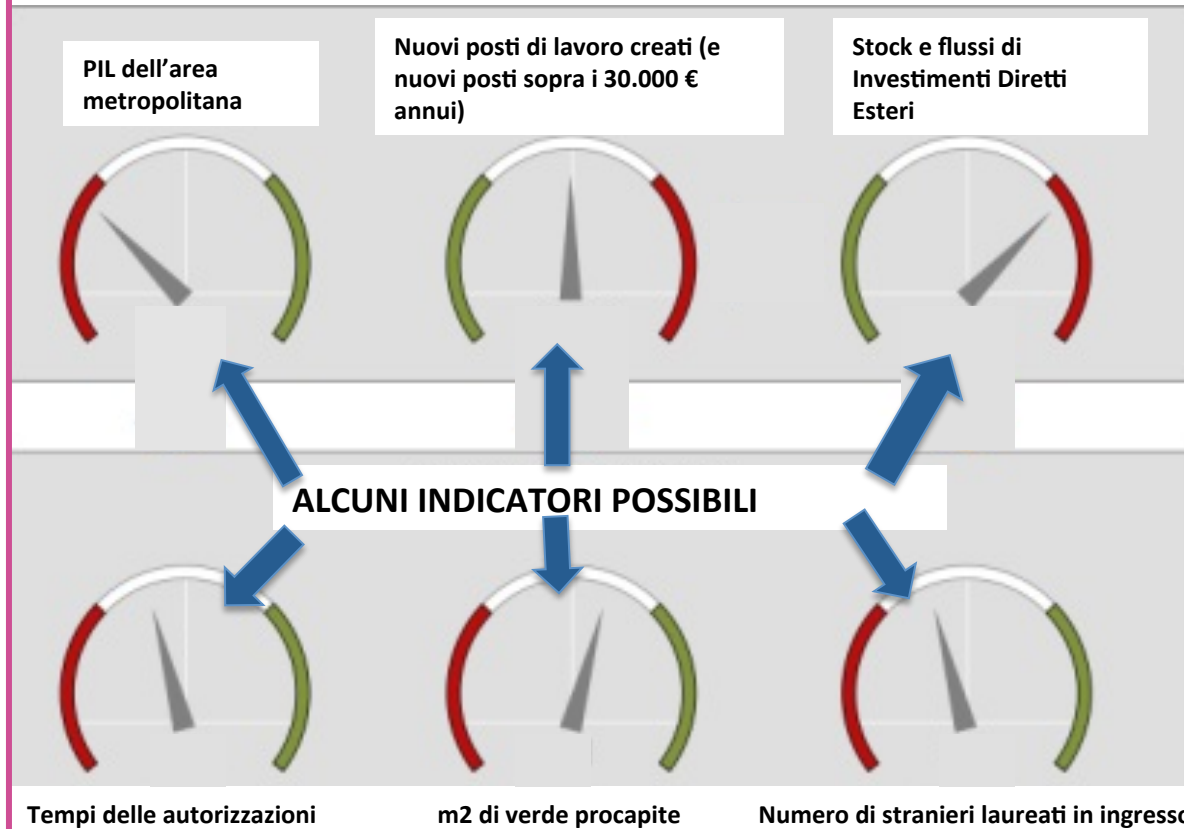 PIL dell'area
metropolitana
Nuovi posti di lavoro creati (e
nuovi posti sopra i 30.000 €
annui)
Stock e flussi di
Investimenti Diretti
Esteri
ALCUNI INDICATORI POSSIBILI
Tempi delle autorizzazioni
m2 di verde procapite
Numero di stranieri laureati in ingresso